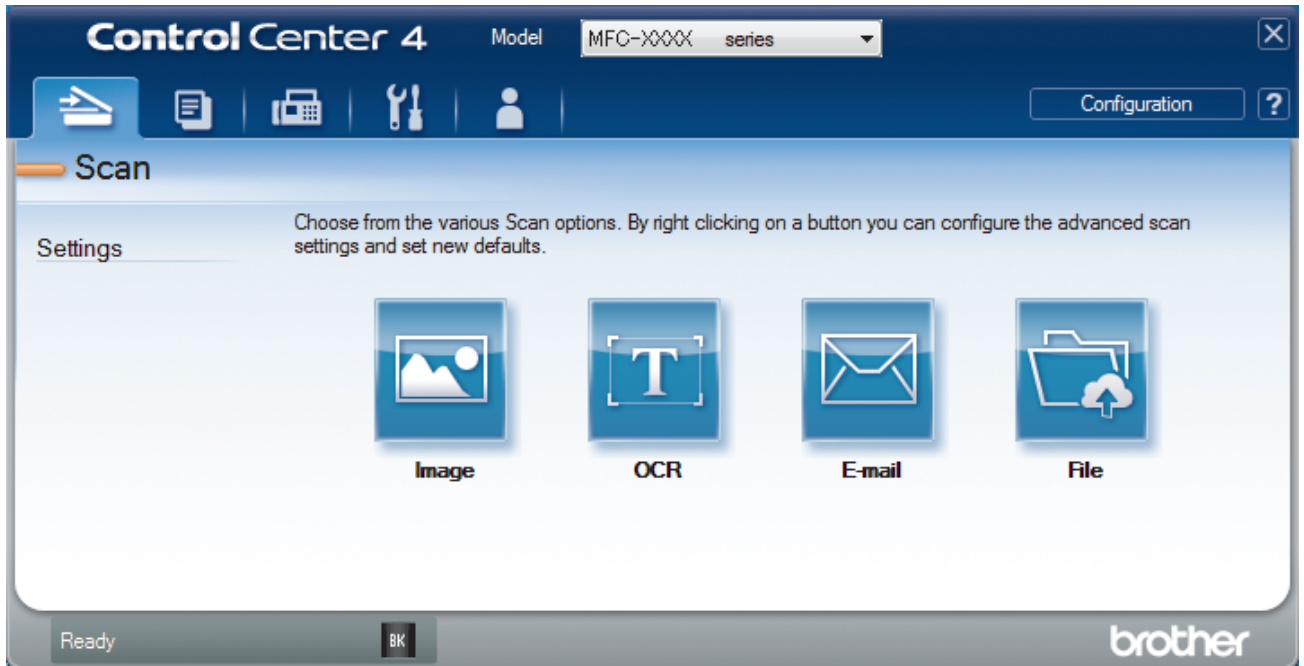 Control Center 4
Model
MFC-XXXX series
Configuration
?
Scan
Settings
Choose from the various Scan options. By right clicking on a button you can configure the advanced scan
settings and set new defaults.
T
Image
OCR
E-mail
File
Ready
BK
brother